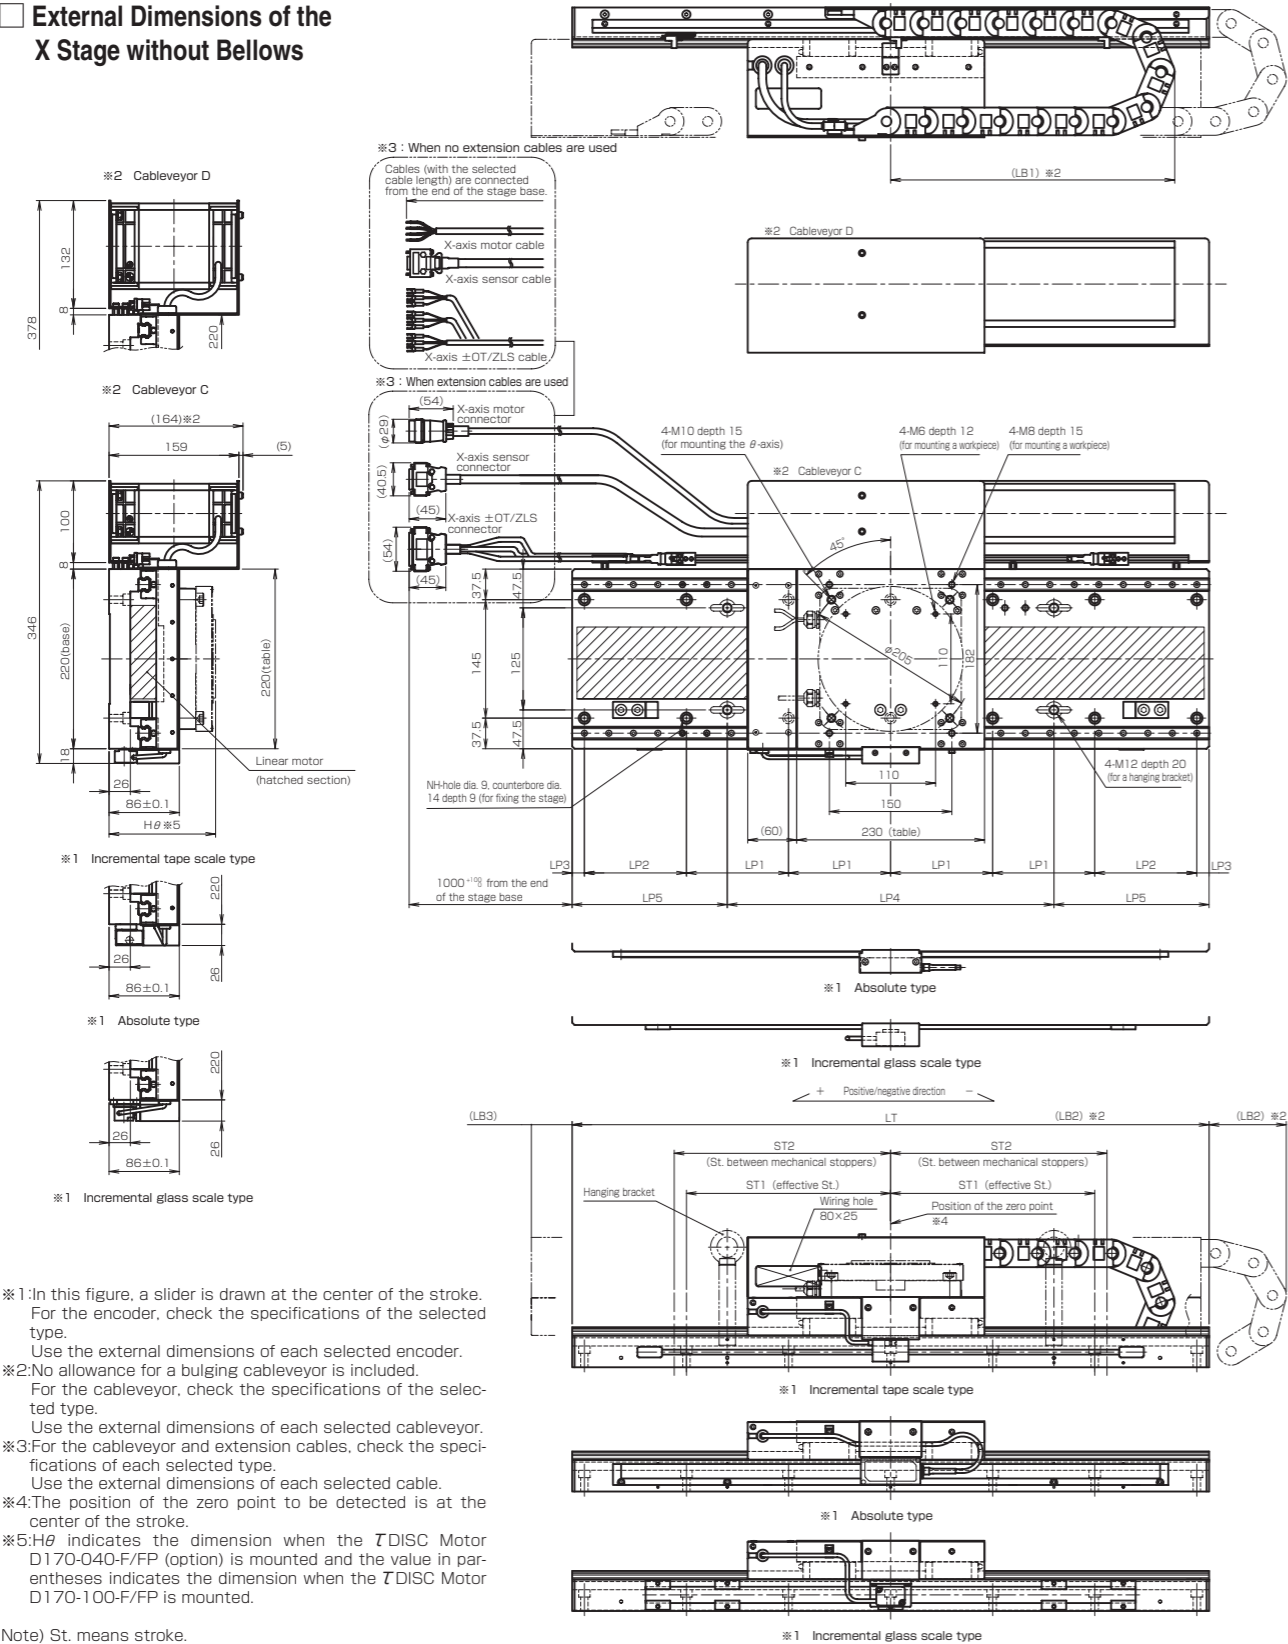 External Dimensions of the
X Stage without Bellows
(LB1) ※2
※3 : When no extension cables are used
Cables (with the selected
cable length) are connected
from the end of the stage base.
X-axis motor cable
X-axis sensor cable
X-axis ±OT/ZLS cable
※2 Cableveyor D
132
8
378
220
※2 Cableveyor D
※2 Cableveyor C
(164)※2
159
(5)
100
8
346
220(base)
220(table)
18
26
86±0.1
Hθ ※5
Linear motor
(hatched section)
※3 : When extension cables are used
(54)
(φ29)
X-axis motor
connector
X-axis sensor
connector
(40.5)
(45)
X-axis ±OT/ZLS
connector
(54)
(45)
4-M10 depth 15
(for mounting the θ-axis)
4-M6 depth 12
(for mounting a workpiece)
4-M8 depth 15
(for mounting a workpiece)
※2 Cableveyor C
45°
37.5
47.5
145
125
37.5
47.5
φ205
110
182
110
150
(60)
230 (table)
NH-hole dia. 9, counterbore dia.
14 depth 9 (for fixing the stage)
4-M12 depth 20
(for a hanging bracket)
LP3
LP2
LP1
LP1
LP1
LP1
LP2
LP3
1000 +100 0 from the end
of the stage base
LP5
LP4
LP5
※1 Incremental tape scale type
220
26
26
86±0.1
※1 Absolute type
220
26
26
86±0.1
※1 Incremental glass scale type
※1 Absolute type
※1 Incremental glass scale type
+ Positive/negative direction −
(LB3)
LT
(LB2) ※2
(LB2) ※2
ST2
(St. between mechanical stoppers)
ST2
(St. between mechanical stoppers)
ST1 (effective St.)
ST1 (effective St.)
Hanging bracket
Wiring hole
80×25
Position of the zero point
※4
※1 Incremental tape scale type
※1 Absolute type
※1 Incremental glass scale type
※1:In this figure, a slider is drawn at the center of the stroke.
For the encoder, check the specifications of the selected
type.
Use the external dimensions of each selected encoder.
※2:No allowance for a bulging cableveyor is included.
For the cableveyor, check the specifications of the selec-
ted type.
Use the external dimensions of each selected cableveyor.
※3:For the cableveyor and extension cables, check the speci-
fications of each selected type.
Use the external dimensions of each selected cable.
※4:The position of the zero point to be detected is at the
center of the stroke.
※5:Hθ indicates the dimension when the τDISC Motor
D170-040-F/FP (option) is mounted and the value in par-
entheses indicates the dimension when the τDISC Motor
D170-100-F/FP is mounted.
Note) St. means stroke.